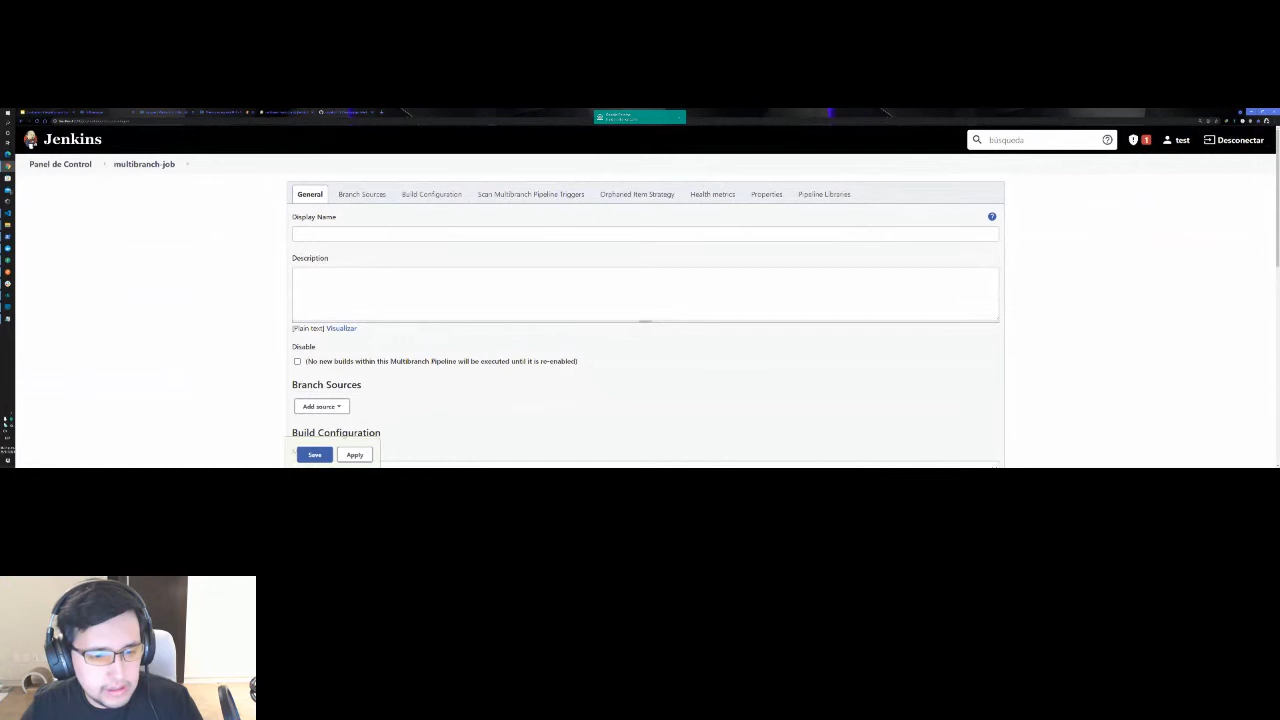 Jenkins
búsqueda
1
test
Desconectar
Panel de Control
multibranch-job
General
Branch Sources
Build Configuration
Scan Multibranch Pipeline Triggers
Orphaned Item Strategy
Health metrics
Properties
Pipeline Libraries
Display Name
Description
[Plain text] Visualizar
Disable
(No new builds within this Multibranch Pipeline will be executed until it is re-enabled)
Branch Sources
Add source
Build Configuration
Save
Apply